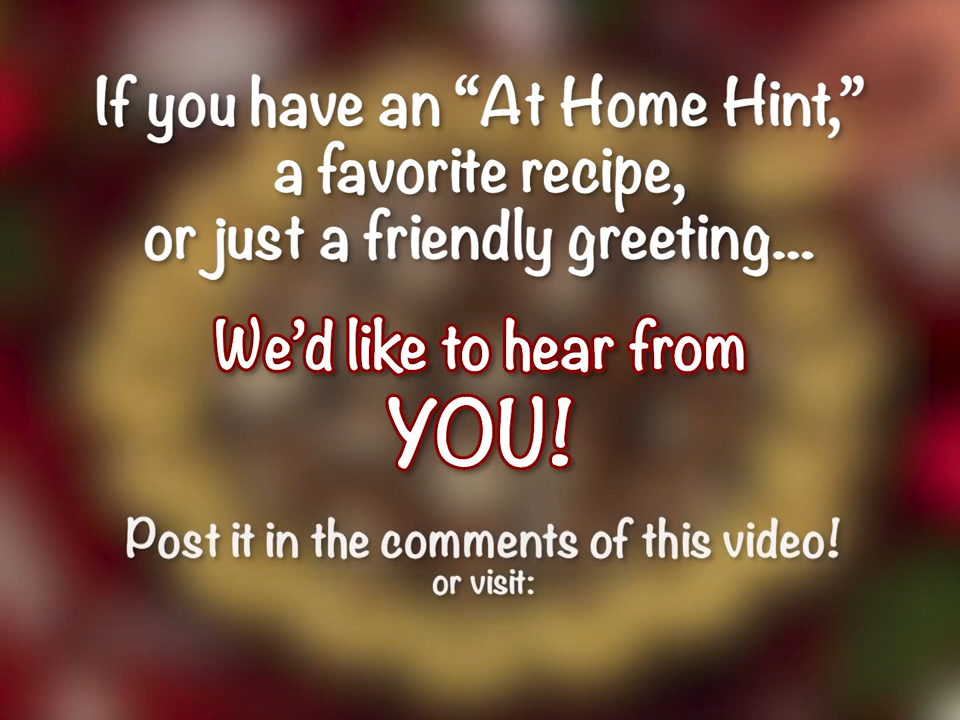 If you have an “At Home Hint,”
a favorite recipe,
or just a friendly greeting...
We’d like to hear from
YOU!
Post it in the comments of this video!
or visit: